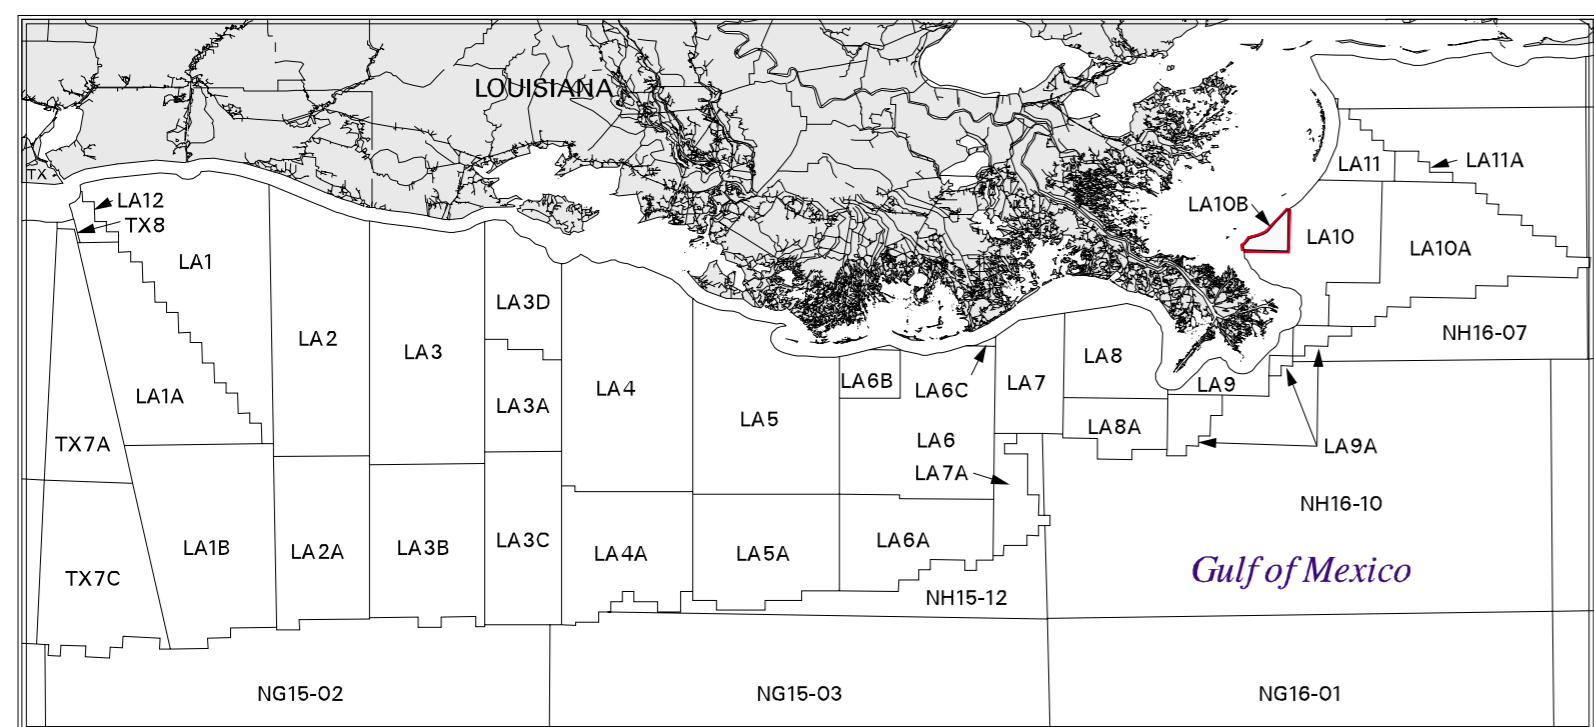 LOUISIANA
TX
LA12
TX8
LA1
LA2
LA3
LA3D
LA1A
LA3A
LA4
LA5
LA6B
LA6C
LA6
LA7
LA7A
LA8
LA8A
LA9
LA9A
LA10B
LA10
LA10A
LA11
LA11A
NH16-07
NH16-10
TX7A
TX7C
LA1B
LA2A
LA3B
LA3C
LA4A
LA5A
LA6A
NH15-12
Gulf of Mexico
NG15-02
NG15-03
NG16-01